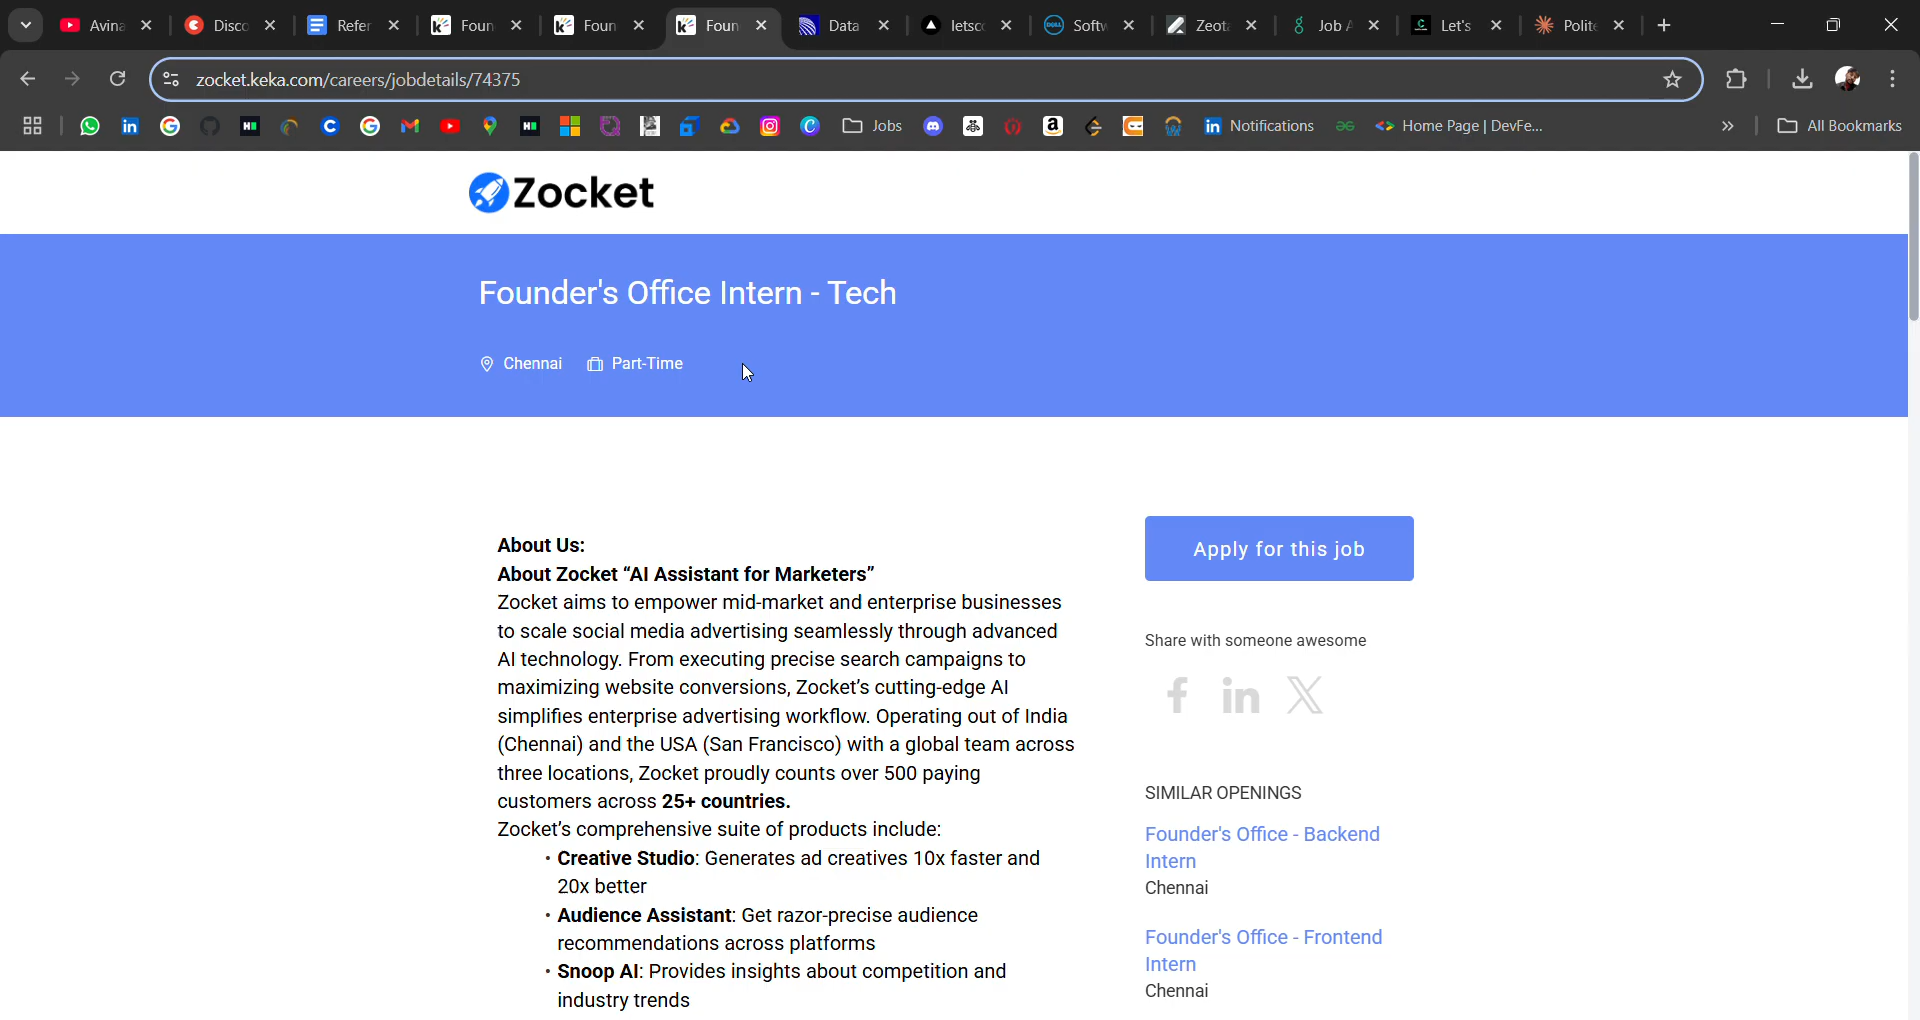 Avina
Disco
Refer
Foun
Foun
Foun
Data
letsc
Softw
Zeota
Job A
Let's
Polite
zocket.keka.com/careers/jobdetails/74375
Jobs
Notifications
Home Page | DevFe...
All Bookmarks
Zocket
Founder's Office Intern - Tech
Chennai Part-Time
About Us:
About Zocket “AI Assistant for Marketers”
Zocket aims to empower mid-market and enterprise businesses
to scale social media advertising seamlessly through advanced
AI technology. From executing precise search campaigns to
maximizing website conversions, Zocket’s cutting-edge AI
simplifies enterprise advertising workflow. Operating out of India
(Chennai) and the USA (San Francisco) with a global team across
three locations, Zocket proudly counts over 500 paying
customers across 25+ countries.
Zocket’s comprehensive suite of products include:
• Creative Studio: Generates ad creatives 10x faster and
20x better
• Audience Assistant: Get razor-precise audience
recommendations across platforms
• Snoop AI: Provides insights about competition and
industry trends
Apply for this job
Share with someone awesome
SIMILAR OPENINGS
Founder's Office - Backend
Intern
Chennai
Founder's Office - Frontend
Intern
Chennai